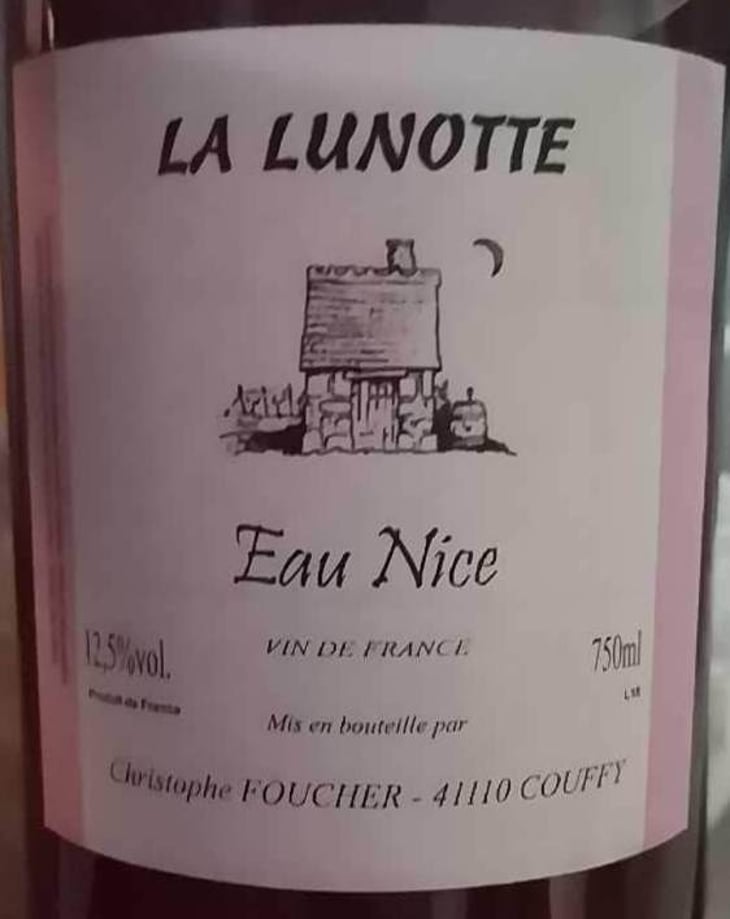 LA LUNOTTE
Eau Nice
12,5%vol.
VIN DE FRANCE
750ml
Produit de France
L18
Mis en bouteille par
Christophe FOUCHER - 41110 COUFFY